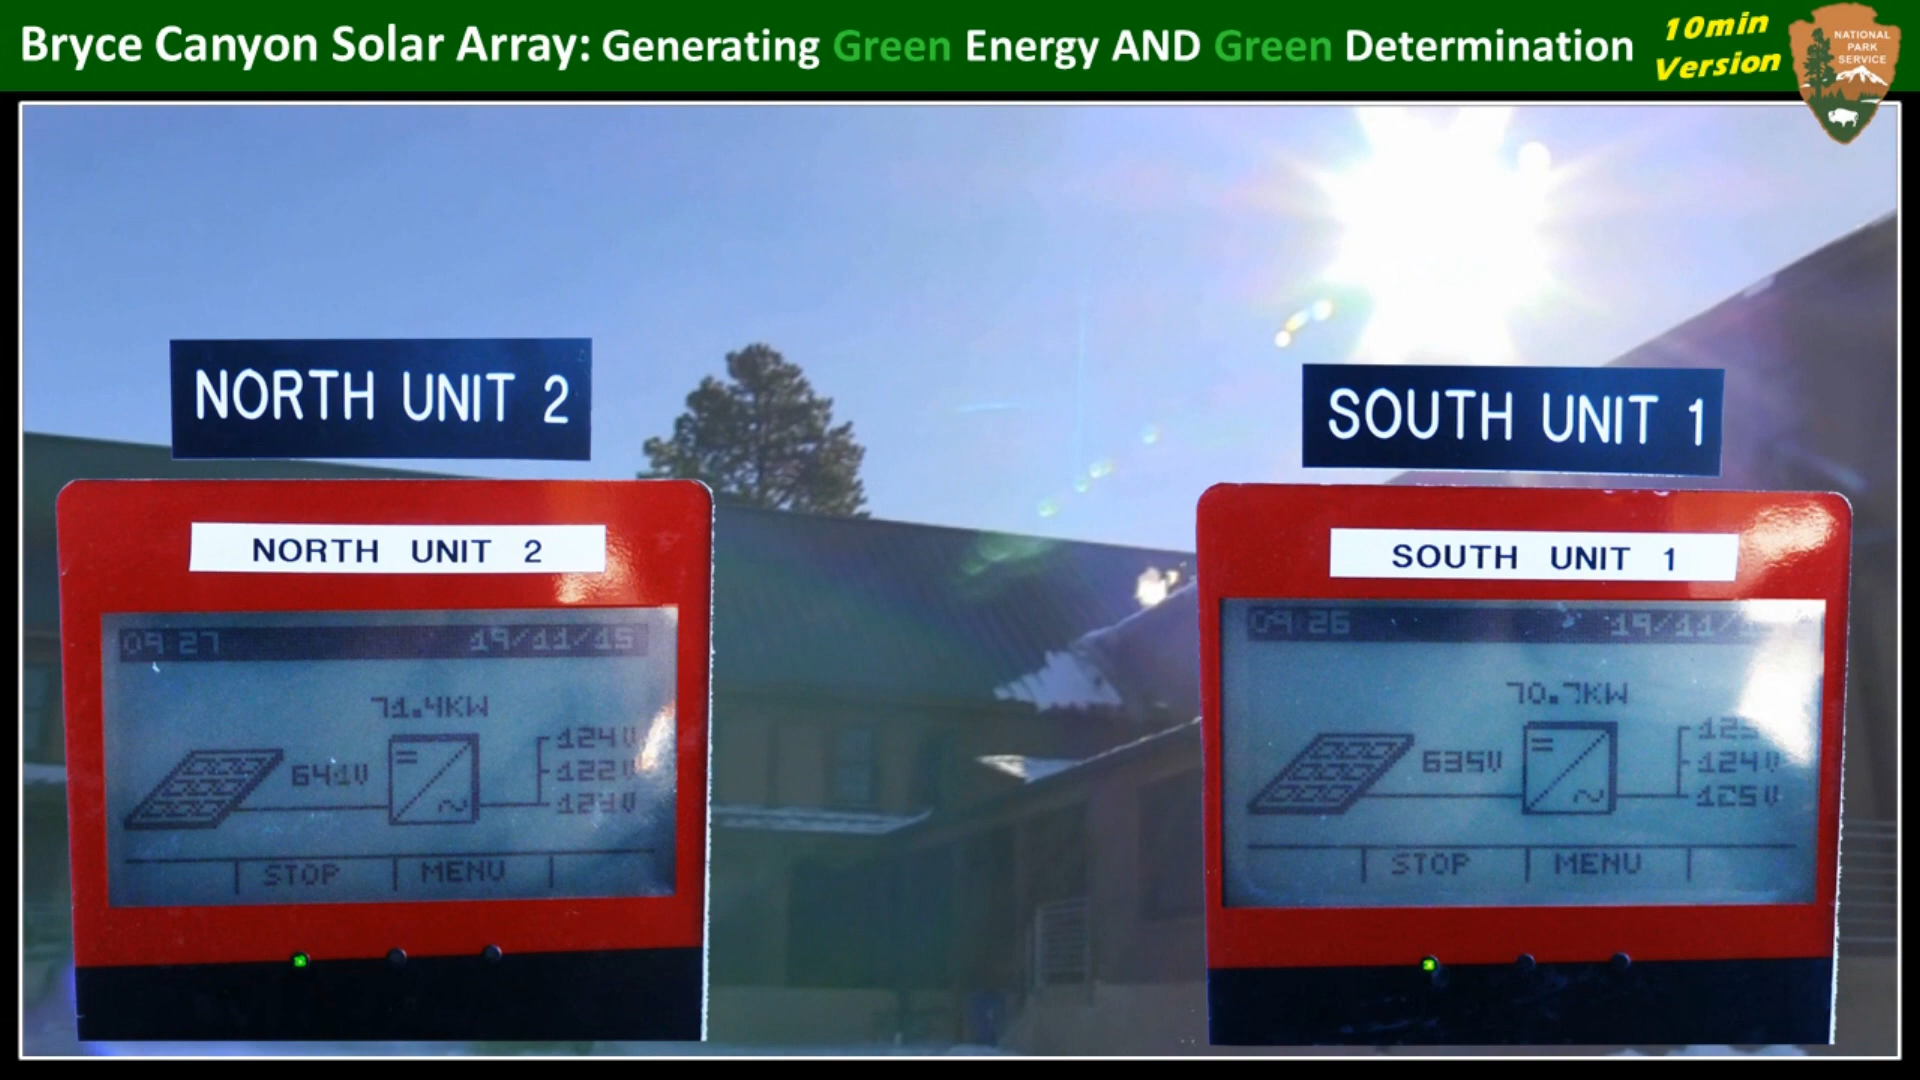 Bryce Canyon Solar Array: Generating Green Energy AND Green Determination
10min
Version
NATIONAL
PARK
SERVICE
NORTH UNIT 2
NORTH UNIT 2
09:27 19/11/15
71.4KW
641V
124V
122V
124V
STOP MENU
SOUTH UNIT 1
SOUTH UNIT 1
09:26
70.7KW
635V
124V
125V
STOP MENU